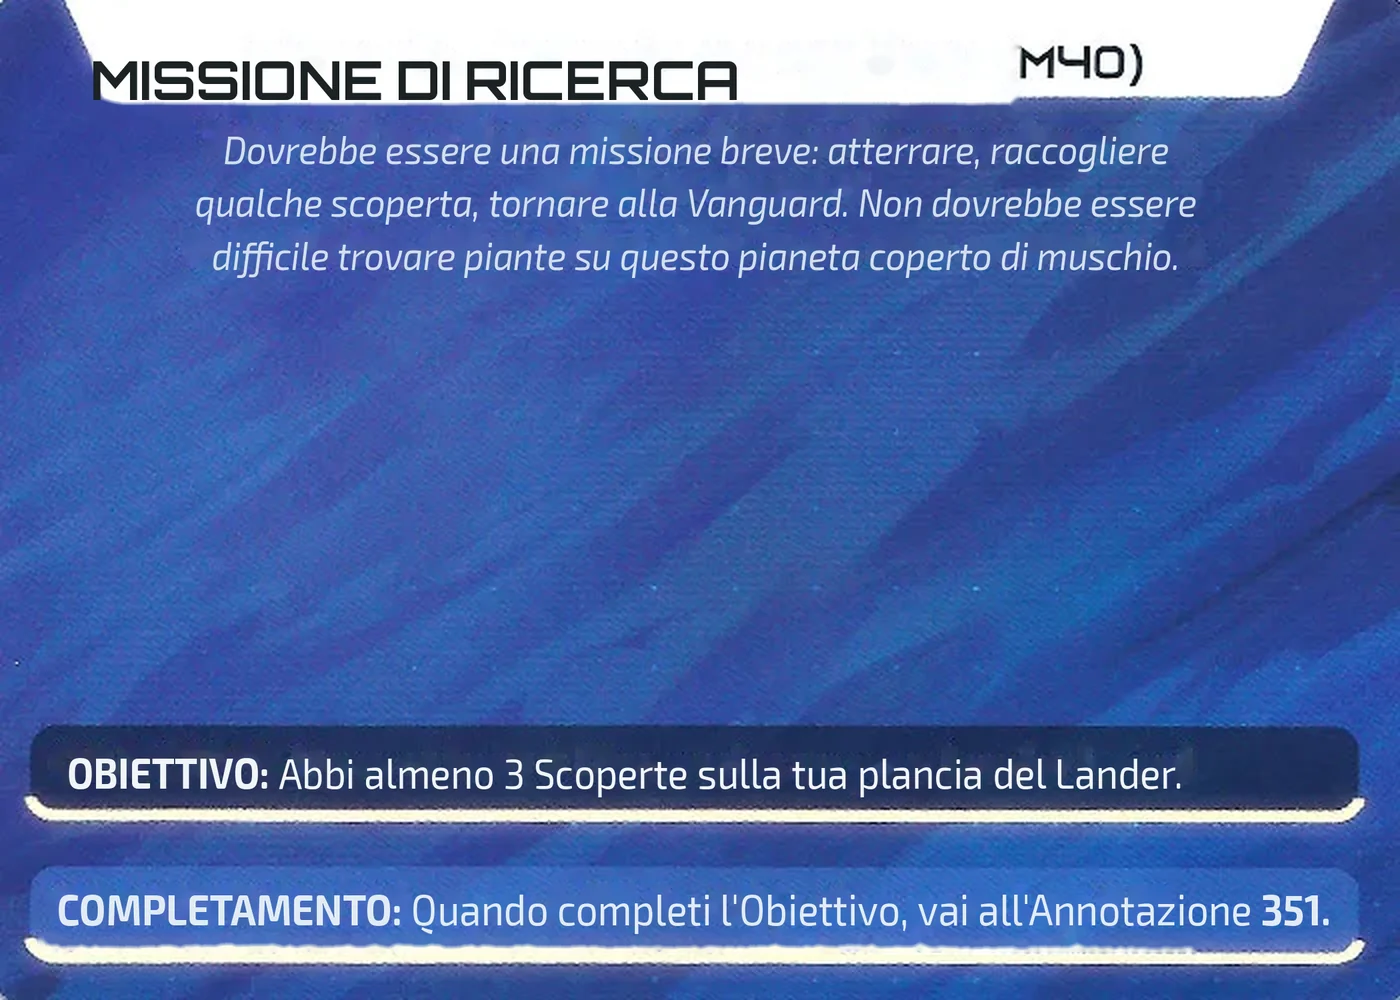 MISSIONE DI RICERCA
M40)
Dovrebbe essere una missione breve: atterrare, raccogliere
qualche scoperta, tornare alla Vanguard. Non dovrebbe essere
difficile trovare piante su questo pianeta coperto di muschio.
OBIETTIVO: Abbi almeno 3 Scoperte sulla tua plancia del Lander.
COMPLETAMENTO: Quando completi l'Obiettivo, vai all'Annotazione 351.